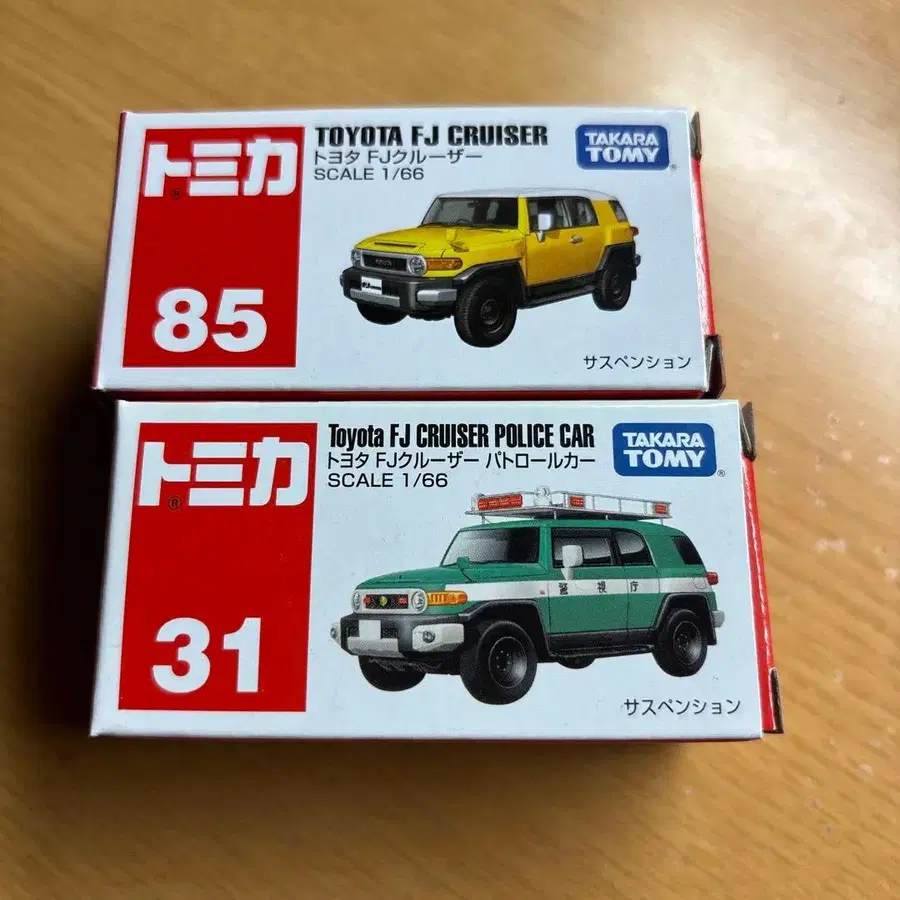 トミカ®
85
TOYOTA FJ CRUISER
トヨタ FJクルーザー
SCALE 1/66
TAKARA
TOMY®
サスペンション
トミカ®
31
Toyota FJ CRUISER POLICE CAR
トヨタ FJクルーザー パトロールカー
SCALE 1/66
TAKARA
TOMY®
警視庁
サスペンション